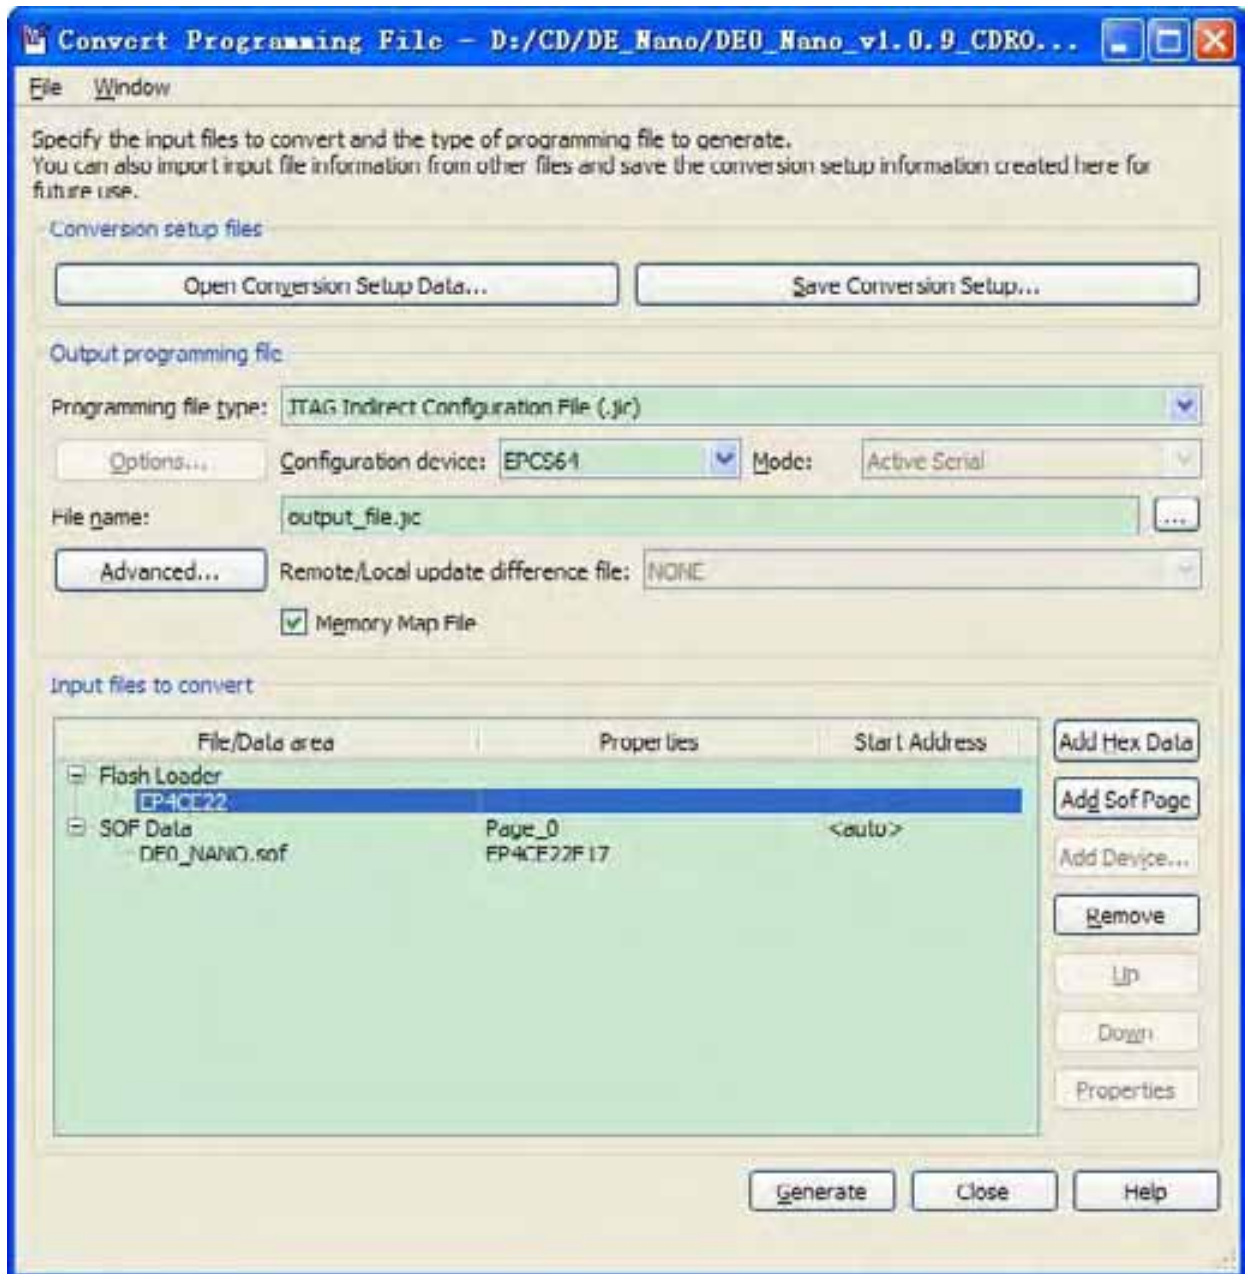 Convert Programming File - D:/CD/DE_Nano/DE0_Nano_v1.0.9_CDRO...
File Window
Specify the input files to convert and the type of programming file to generate.
You can also import input file information from other files and save the conversion setup information created here for
future use.
Conversion setup files
Open Conversion Setup Data... Save Conversion Setup...
Output programming file
Programming file type: JTAG Indirect Configuration File (.jic)
Options... Configuration device: EPCS64 Mode: Active Serial
File name: output_file.jic ...
Advanced... Remote/Local update difference file: NONE
Memory Map File
Input files to convert
File/Data area Properties Start Address Add Hex Data
Flash Loader
EP4CE22 Add Sof Page
SOF Data Page_0 <auto>
DE0_NANO.sof EP4CE22F17 Add Device...
Remove
Up
Down
Properties
Generate Close Help